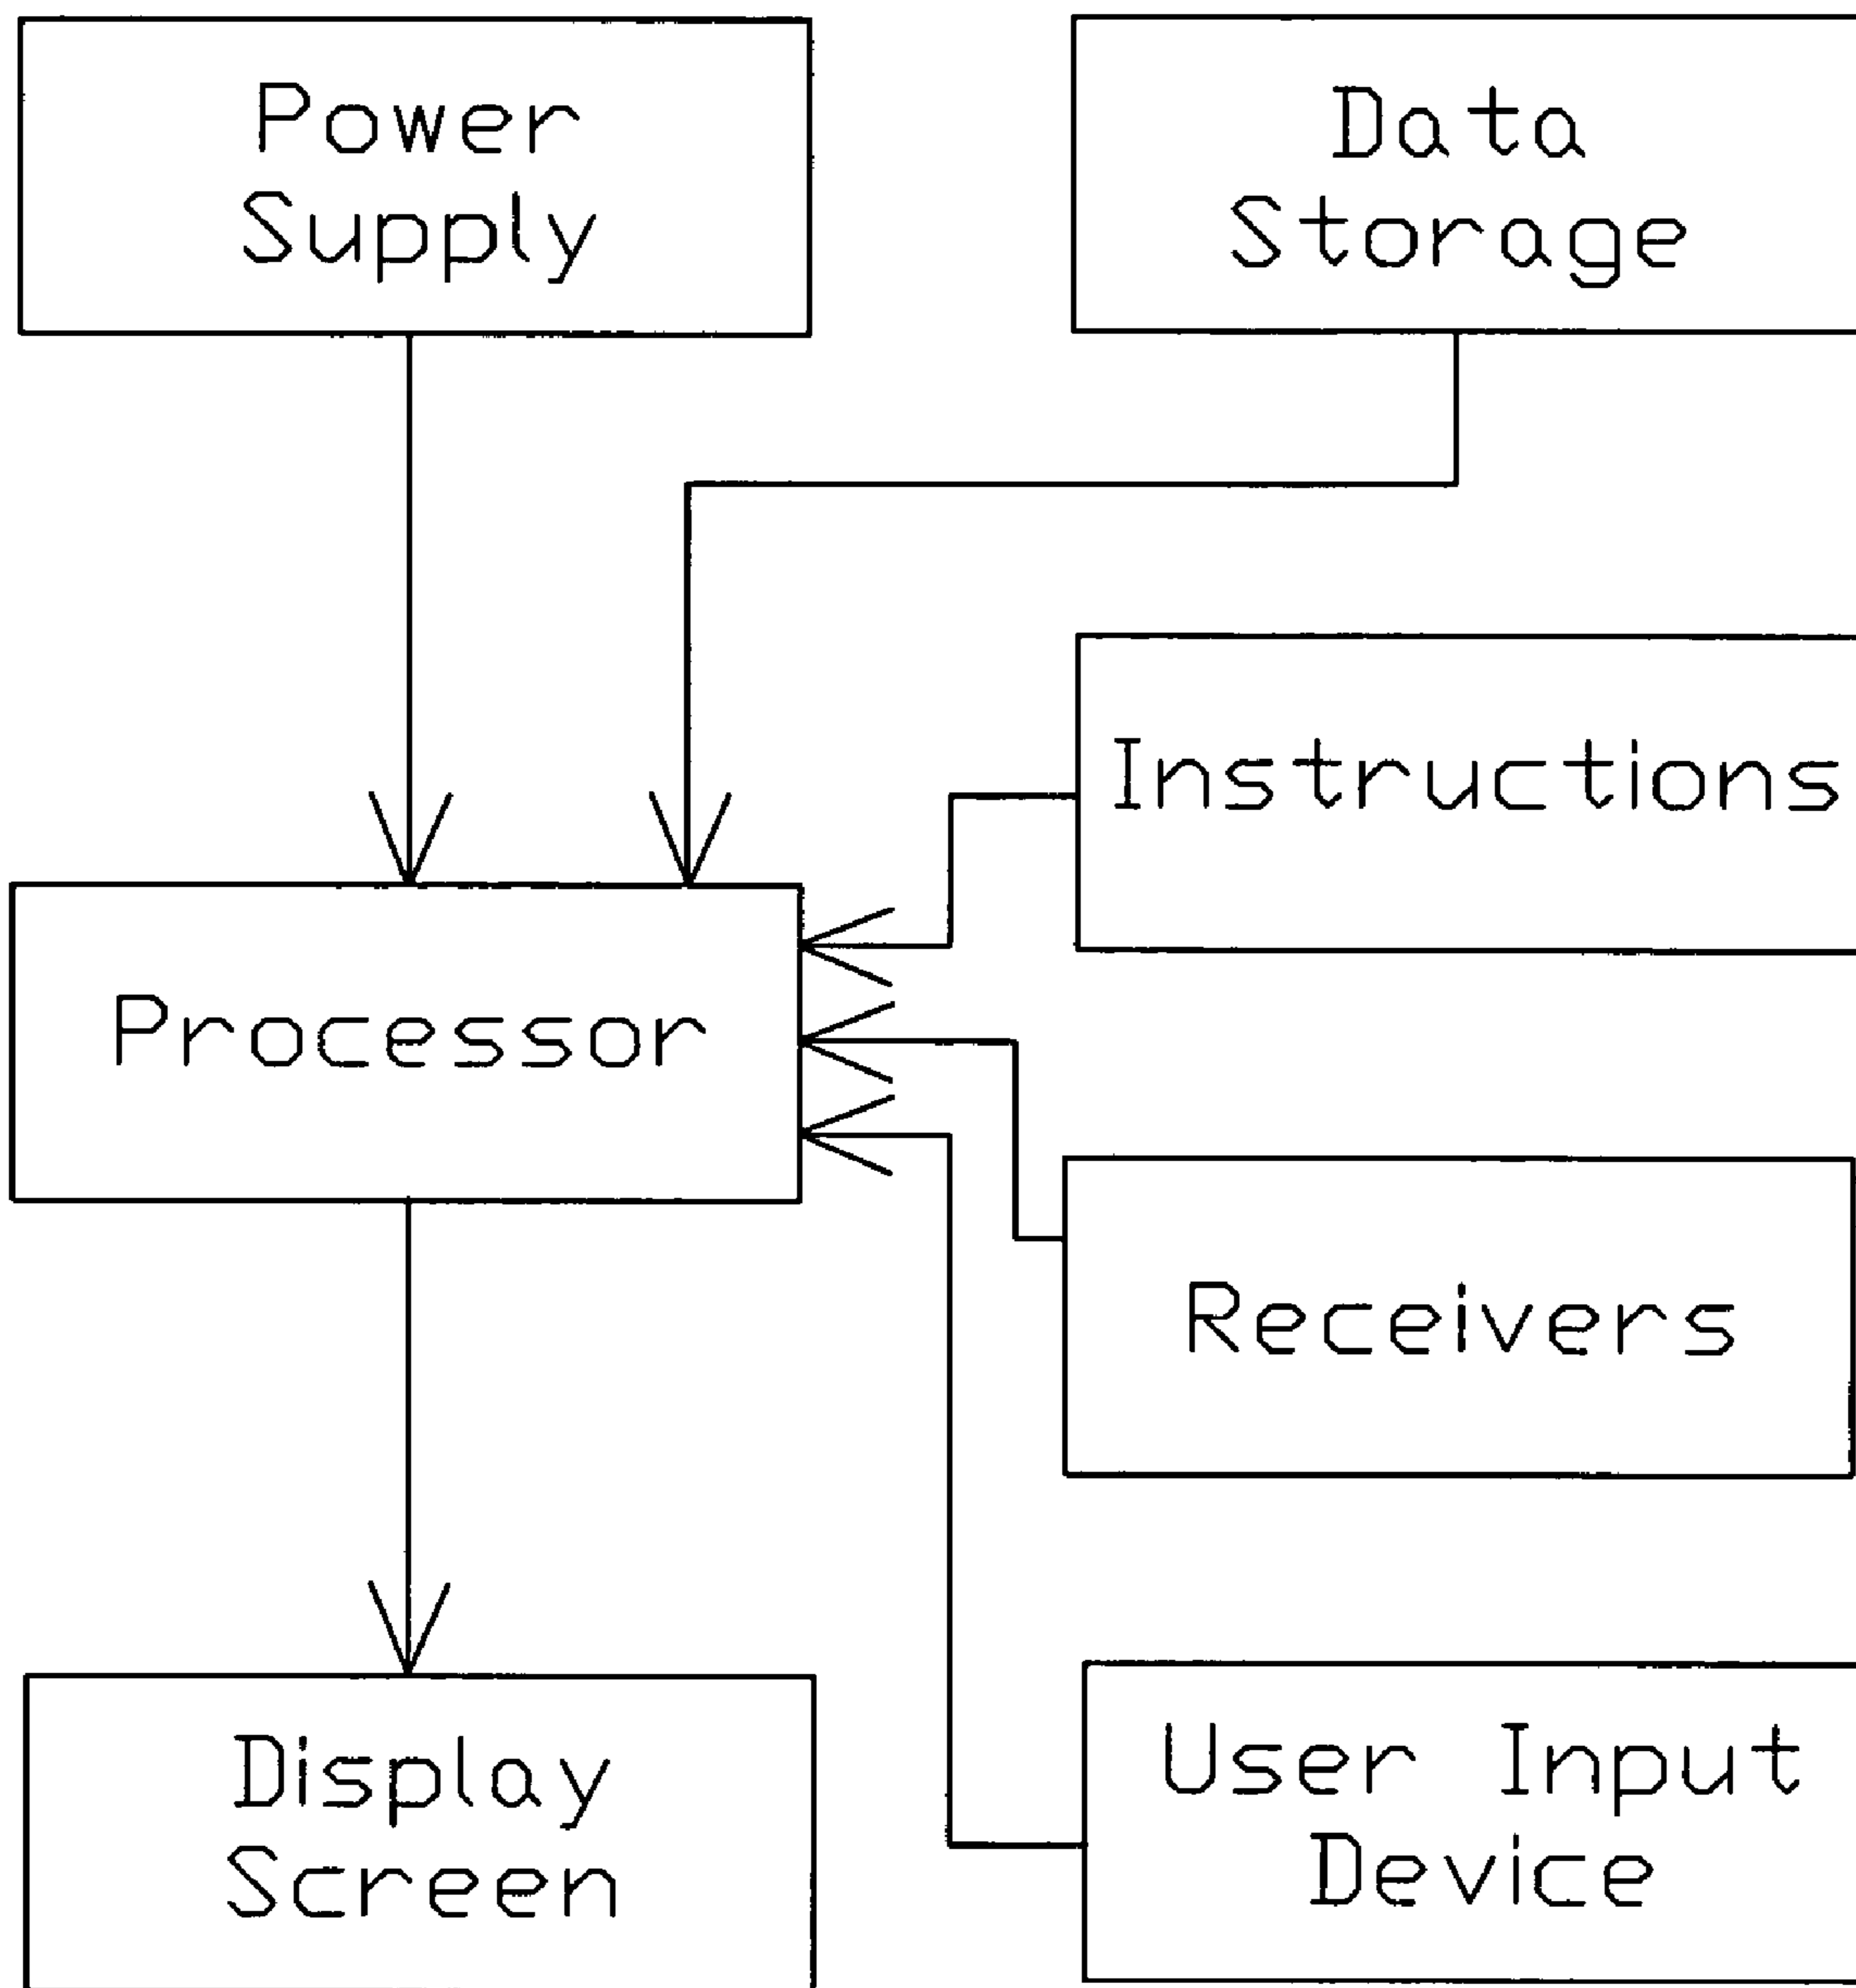 Power
Supply
Data
Storage
Instructions
Processor
Receivers
Display
Screen
User Input
Device